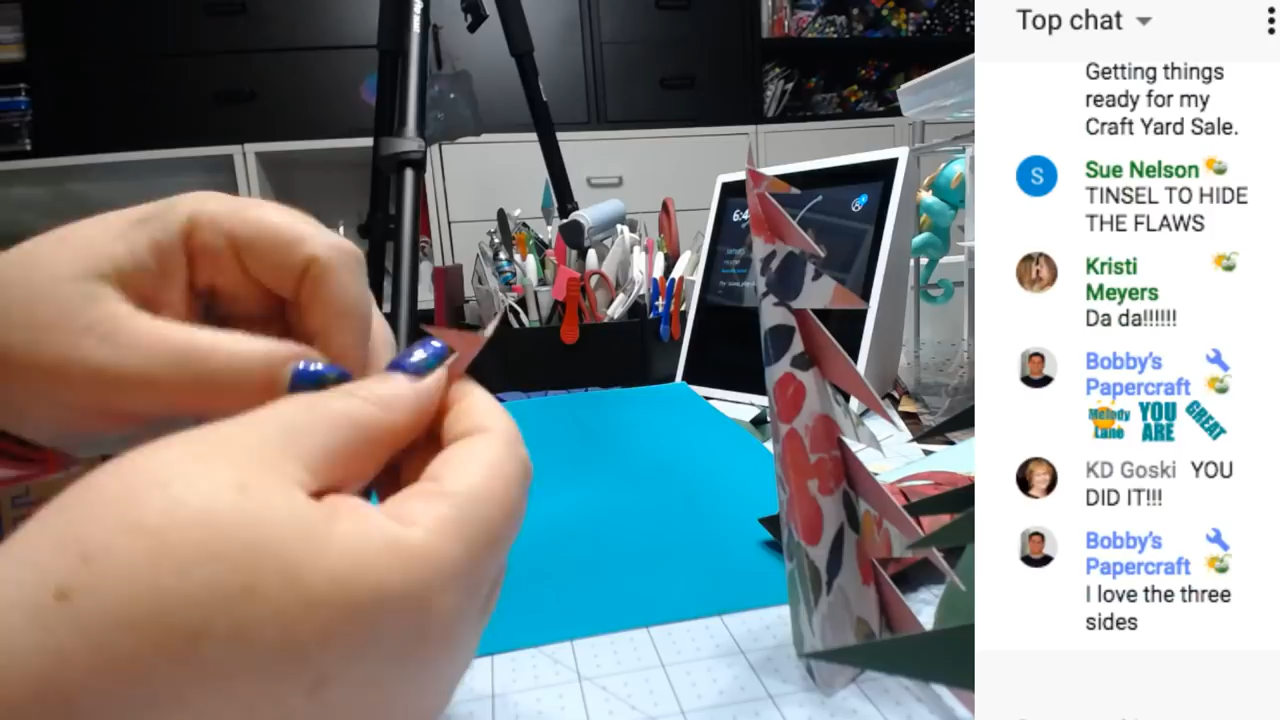 Top chat
Getting things
ready for my
Craft Yard Sale.
S
Sue Nelson
TINSEL TO HIDE
THE FLAWS
Kristi
Meyers
Da da!!!!!!
Bobby's
Papercraft
Melody
Lane
YOU
ARE
GREAT
KD Goski YOU
DID IT!!!
Bobby's
Papercraft
I love the three
sides